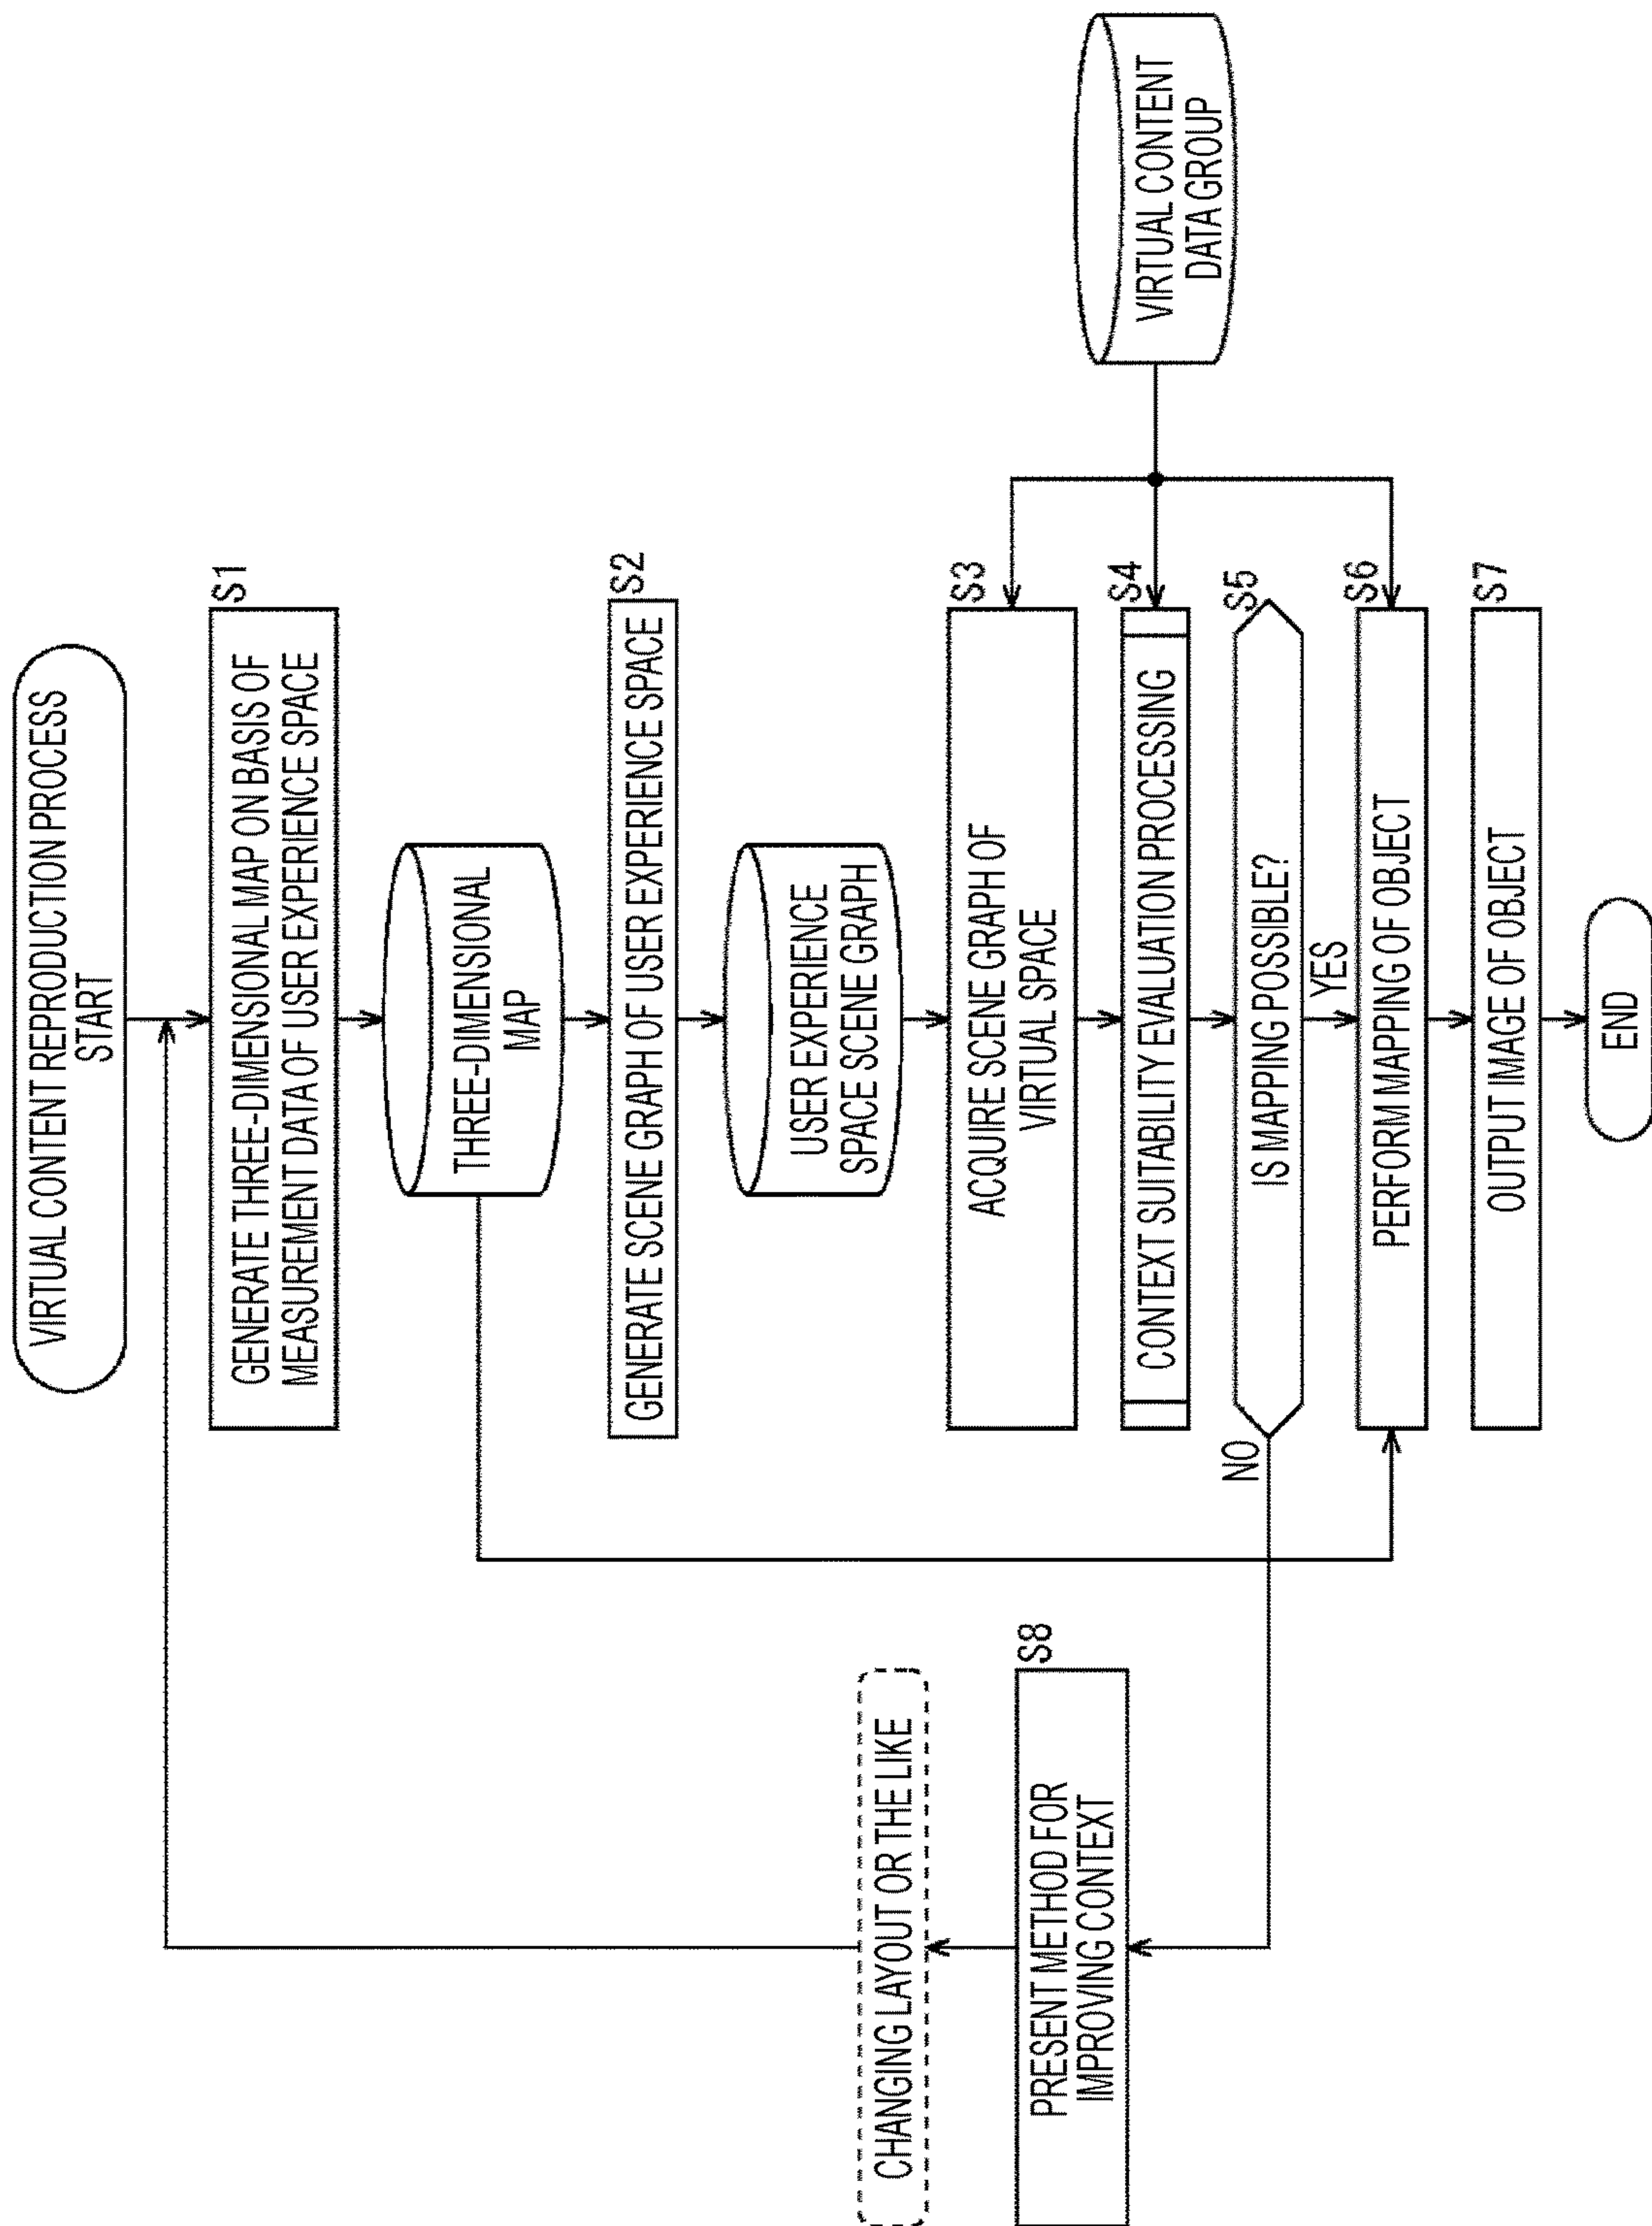 VIRTUAL CONTENT REPRODUCTION PROCESS
START
S1
GENERATE THREE-DIMENSIONAL MAP ON BASIS OF
MEASUREMENT DATA OF USER EXPERIENCE SPACE
THREE-DIMENSIONAL
MAP
S2
GENERATE SCENE GRAPH OF USER EXPERIENCE SPACE
USER EXPERIENCE
SPACE SCENE GRAPH
S3
ACQUIRE SCENE GRAPH OF
VIRTUAL SPACE
VIRTUAL CONTENT
DATA GROUP
S4
CONTEXT SUITABILITY EVALUATION PROCESSING
S5
IS MAPPING POSSIBLE?
NO
YES
S6
PERFORM MAPPING OF OBJECT
S7
OUTPUT IMAGE OF OBJECT
END
S8
PRESENT METHOD FOR
IMPROVING CONTEXT
CHANGING LAYOUT OR THE LIKE